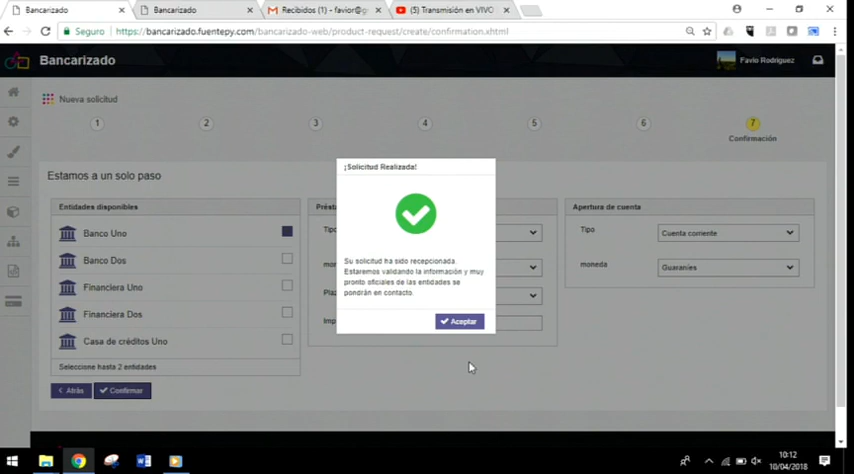 Bancarizado
Bancarizado
Recibidos (1) - favior@g
(5) Transmisión en VIVO
Seguro
https://bancarizado.fuentepy.com/bancarizado-web/product-request/create/confirmation.xhtml
Bancarizado
Favio Rodriguez
Nueva solicitud
1
2
3
4
5
6
7
Confirmación
Estamos a un solo paso
Entidades disponibles
Banco Uno
Banco Dos
Financiera Uno
Financiera Dos
Casa de créditos Uno
Seleccione hasta 2 entidades
Atrás
Confirmar
Prést
Tipo
mon
Plaz
Imp
¡Solicitud Realizada!
Su solicitud ha sido recepcionada.
Estaremos validando la información y muy
pronto oficiales de las entidades se
pondrán en contacto.
Aceptar
Apertura de cuenta
Tipo
Cuenta corriente
moneda
Guaraníes
10:12
10/04/2018